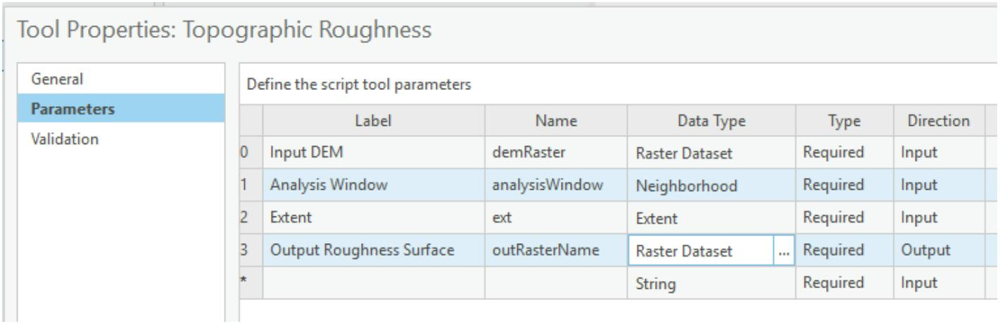 Tool Properties: Topographic Roughness
General
Parameters
Validation
Define the script tool parameters
Label Name Data Type Type Direction
0 Input DEM demRaster Raster Dataset Required Input
1 Analysis Window analysisWindow Neighborhood Required Input
2 Extent ext Extent Required Input
3 Output Roughness Surface outRasterName Raster Dataset ... Required Output
* String Required Input